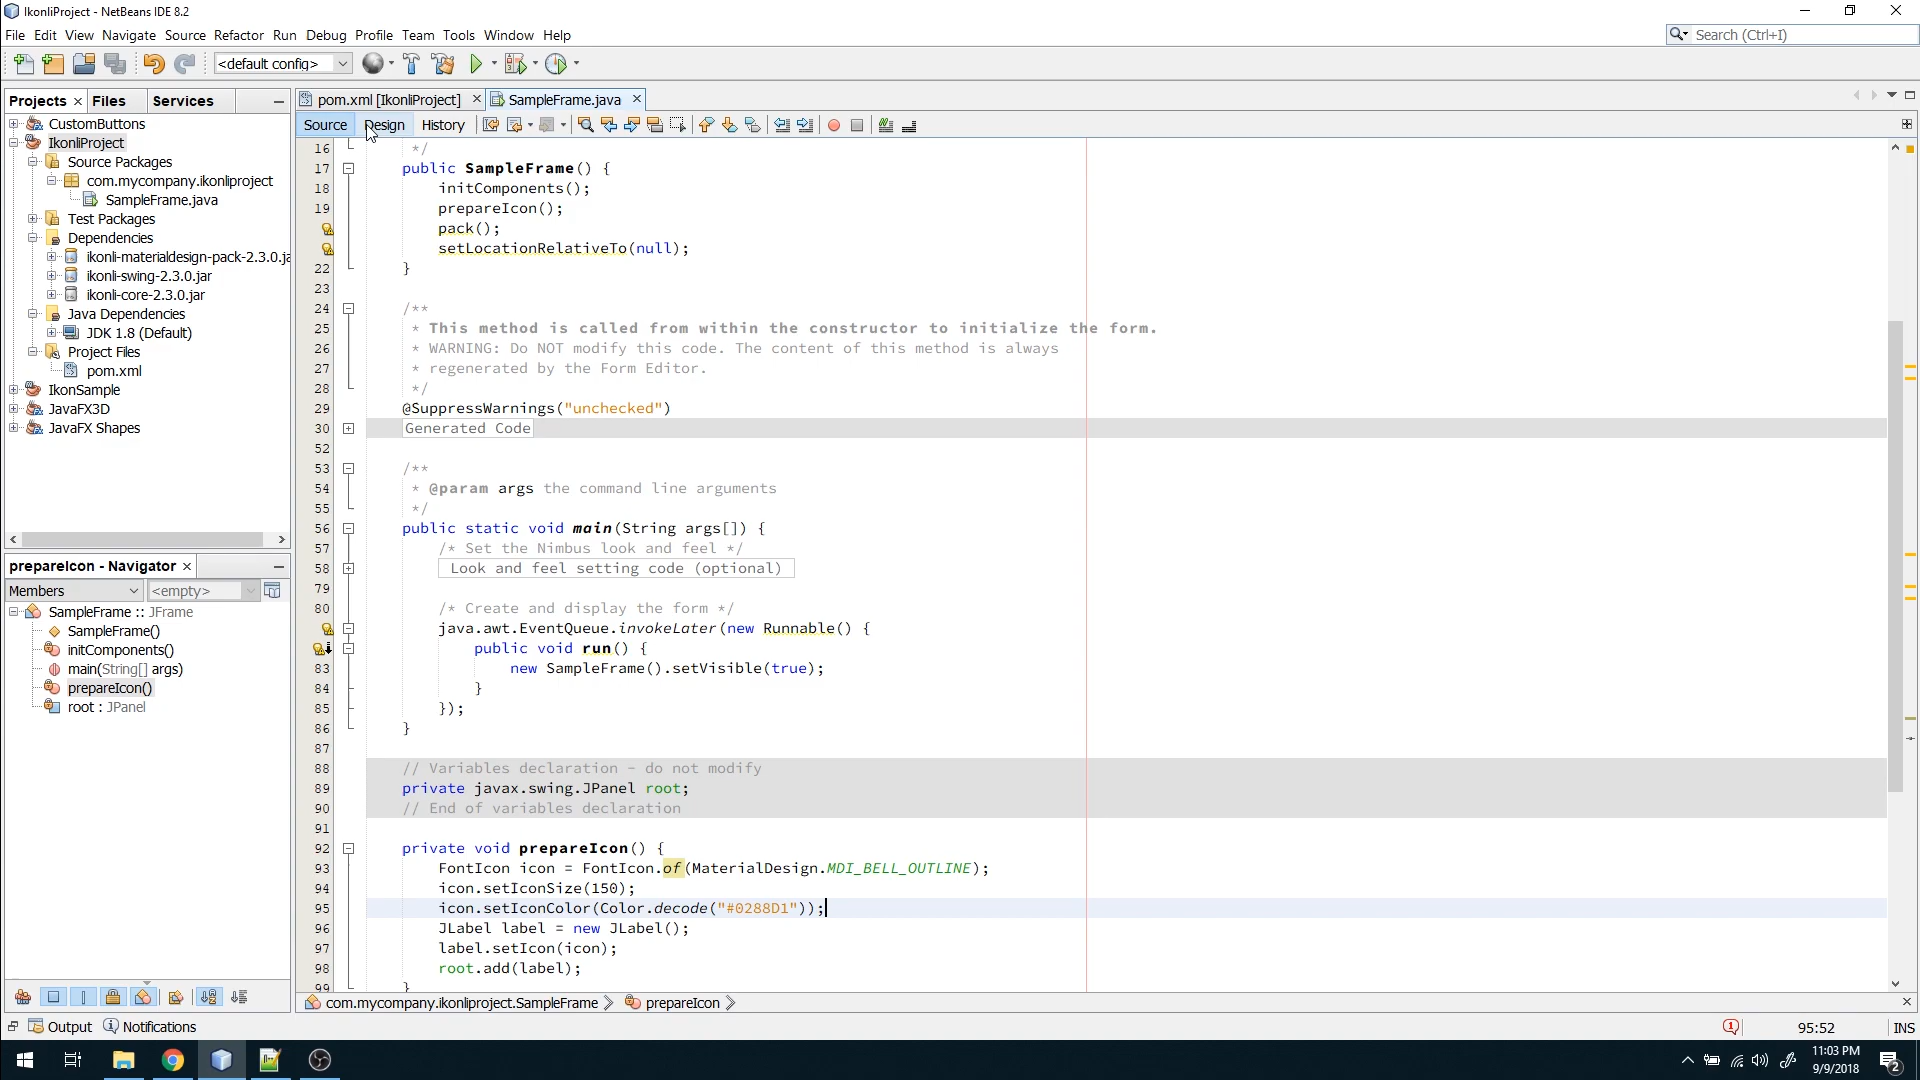 IkonliProject - NetBeans IDE 8.2
File Edit View Navigate Source Refactor Run Debug Profile Team Tools Window Help
Search (Ctrl+I)
<default config>
Projects Files Services
pom.xml [IkonliProject] SampleFrame.java
Source Design History
CustomButtons
IkonliProject
Source Packages
com.mycompany.ikonliproject
SampleFrame.java
Test Packages
Dependencies
ikonli-materialdesign-pack-2.3.0.ja
ikonli-swing-2.3.0.jar
ikonli-core-2.3.0.jar
Java Dependencies
JDK 1.8 (Default)
Project Files
pom.xml
IkonSample
JavaFX3D
JavaFX Shapes
prepareIcon - Navigator
Members <empty>
SampleFrame :: JFrame
SampleFrame()
initComponents()
main(String[] args)
prepareIcon()
root : JPanel
16 */
17 public SampleFrame() {
18 initComponents();
19 prepareIcon();
pack();
setLocationRelativeTo(null);
22 }
23
24 /**
25 * This method is called from within the constructor to initialize the form.
26 * WARNING: Do NOT modify this code. The content of this method is always
27 * regenerated by the Form Editor.
28 */
29 @SuppressWarnings("unchecked")
30 Generated Code
52
53 /**
54 * @param args the command line arguments
55 */
56 public static void main(String args[]) {
57 /* Set the Nimbus look and feel */
58 Look and feel setting code (optional)
79
80 /* Create and display the form */
java.awt.EventQueue.invokeLater(new Runnable() {
public void run() {
83 new SampleFrame().setVisible(true);
84 }
85 });
86 }
87
88 // Variables declaration - do not modify
89 private javax.swing.JPanel root;
90 // End of variables declaration
91
92 private void prepareIcon() {
93 FontIcon icon = FontIcon.of(MaterialDesign.MDI_BELL_OUTLINE);
94 icon.setIconSize(150);
95 icon.setIconColor(Color.decode("#0288D1"));
96 JLabel label = new JLabel();
97 label.setIcon(icon);
98 root.add(label);
99 }
com.mycompany.ikonliproject.SampleFrame prepareIcon
Output Notifications
1 95:52 INS
11:03 PM
9/9/2018
2